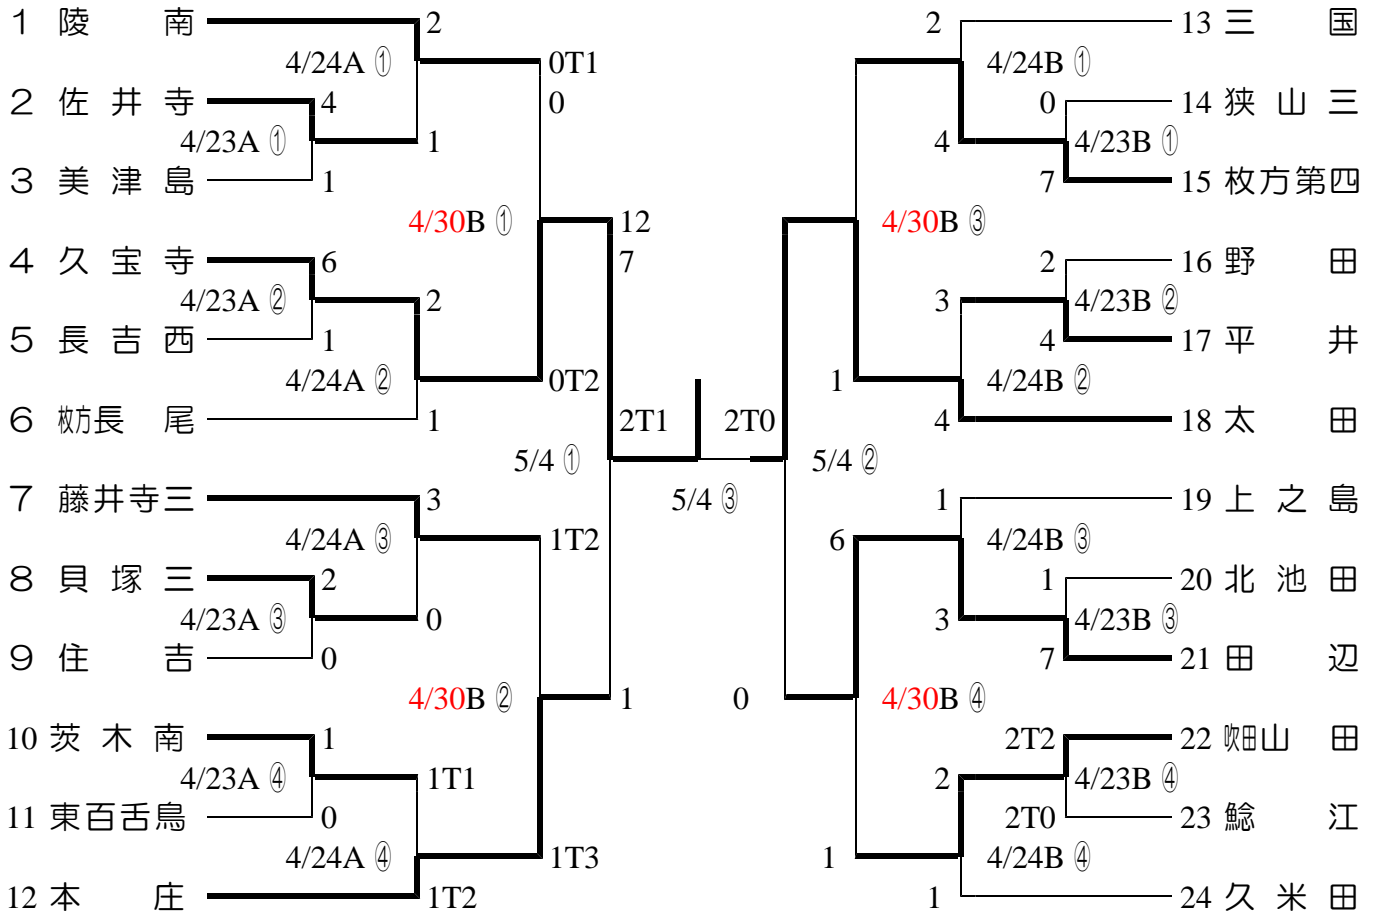 1 陵 南 2 2 13 三 国
4/24A ① 0T1 4/24B ①
2 佐 井 寺 4 0 0 14 狭 山 三
4/23A ① 1 4 4/23B ①
3 美 津 島 1 7 15 枚方第四
4/30B ① 12 4/30B ③
4 久 宝 寺 6 7 2 16 野 田
4/23A ② 2 3 4/23B ②
5 長 吉 西 1 4 17 平 井
4/24A ② 0T2 1 4/24B ②
6 枚方長 尾 1 2T1 2T0 4 18 太 田
5/4 ① 5/4 ②
7 藤井寺三 3 5/4 ③ 1 19 上 之 島
4/24A ③ 1T2 6 4/24B ③
8 貝 塚 三 2 1 20 北 池 田
4/23A ③ 0 3 4/23B ③
9 住 吉 0 7 21 田 辺
4/30B ② 1 0 4/30B ④
10 茨 木 南 1 2T2 22 吹田山 田
4/23A ④ 1T1 2 4/23B ④
11 東百舌鳥 0 2T0 23 鯰 江
4/24A ④ 1T3 1 4/24B ④
12 本 庄 1T2 1 24 久 米 田